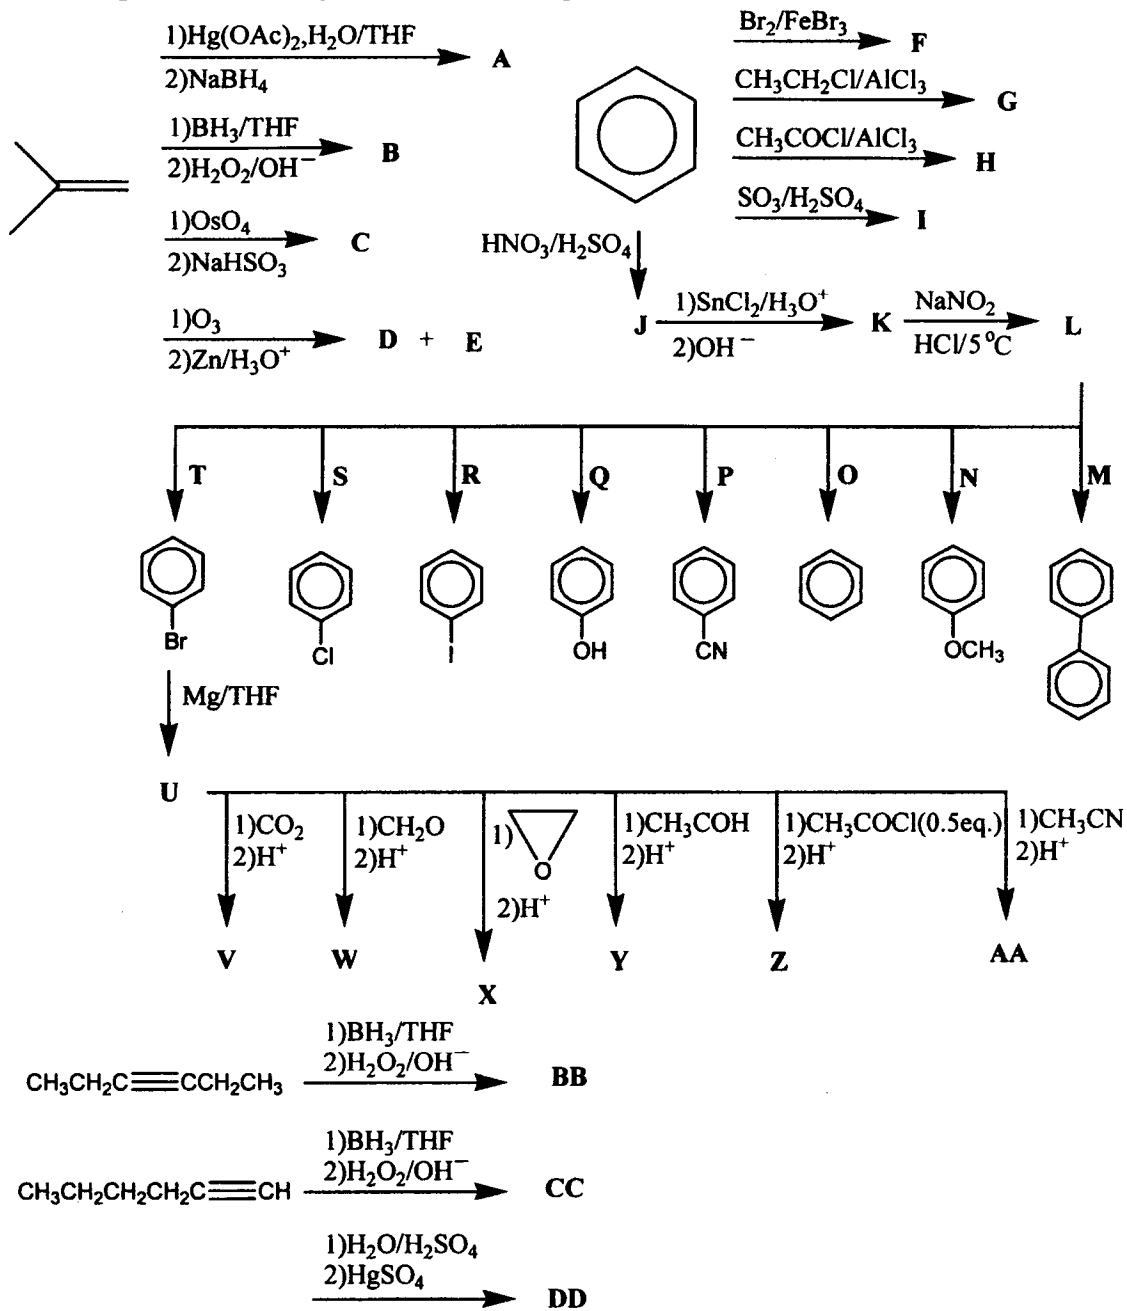 1)Hg(OAc)₂,H₂O/THF
2)NaBH₄
A
1)BH₃/THF
2)H₂O₂/OH⁻
B
1)OsO₄
2)NaHSO₃
C
1)O₃
2)Zn/H₃O⁺
D + E
Br₂/FeBr₃
F
CH₃CH₂Cl/AlCl₃
G
CH₃COCl/AlCl₃
H
SO₃/H₂SO₄
I
HNO₃/H₂SO₄
J
1)SnCl₂/H₃O⁺
2)OH⁻
K
NaNO₂
HCl/5°C
L
T S R Q P O N M
Br Cl I OH CN OCH₃
Mg/THF
U
1)CO₂
2)H⁺
V
1)CH₂O
2)H⁺
W
1)
O
2)H⁺
X
1)CH₃COH
2)H⁺
Y
1)CH₃COCl(0.5eq.)
2)H⁺
Z
1)CH₃CN
2)H⁺
AA
CH₃CH₂C≡CCH₂CH₃
1)BH₃/THF
2)H₂O₂/OH⁻
BB
CH₃CH₂CH₂CH₂C≡CH
1)BH₃/THF
2)H₂O₂/OH⁻
CC
1)H₂O/H₂SO₄
2)HgSO₄
DD